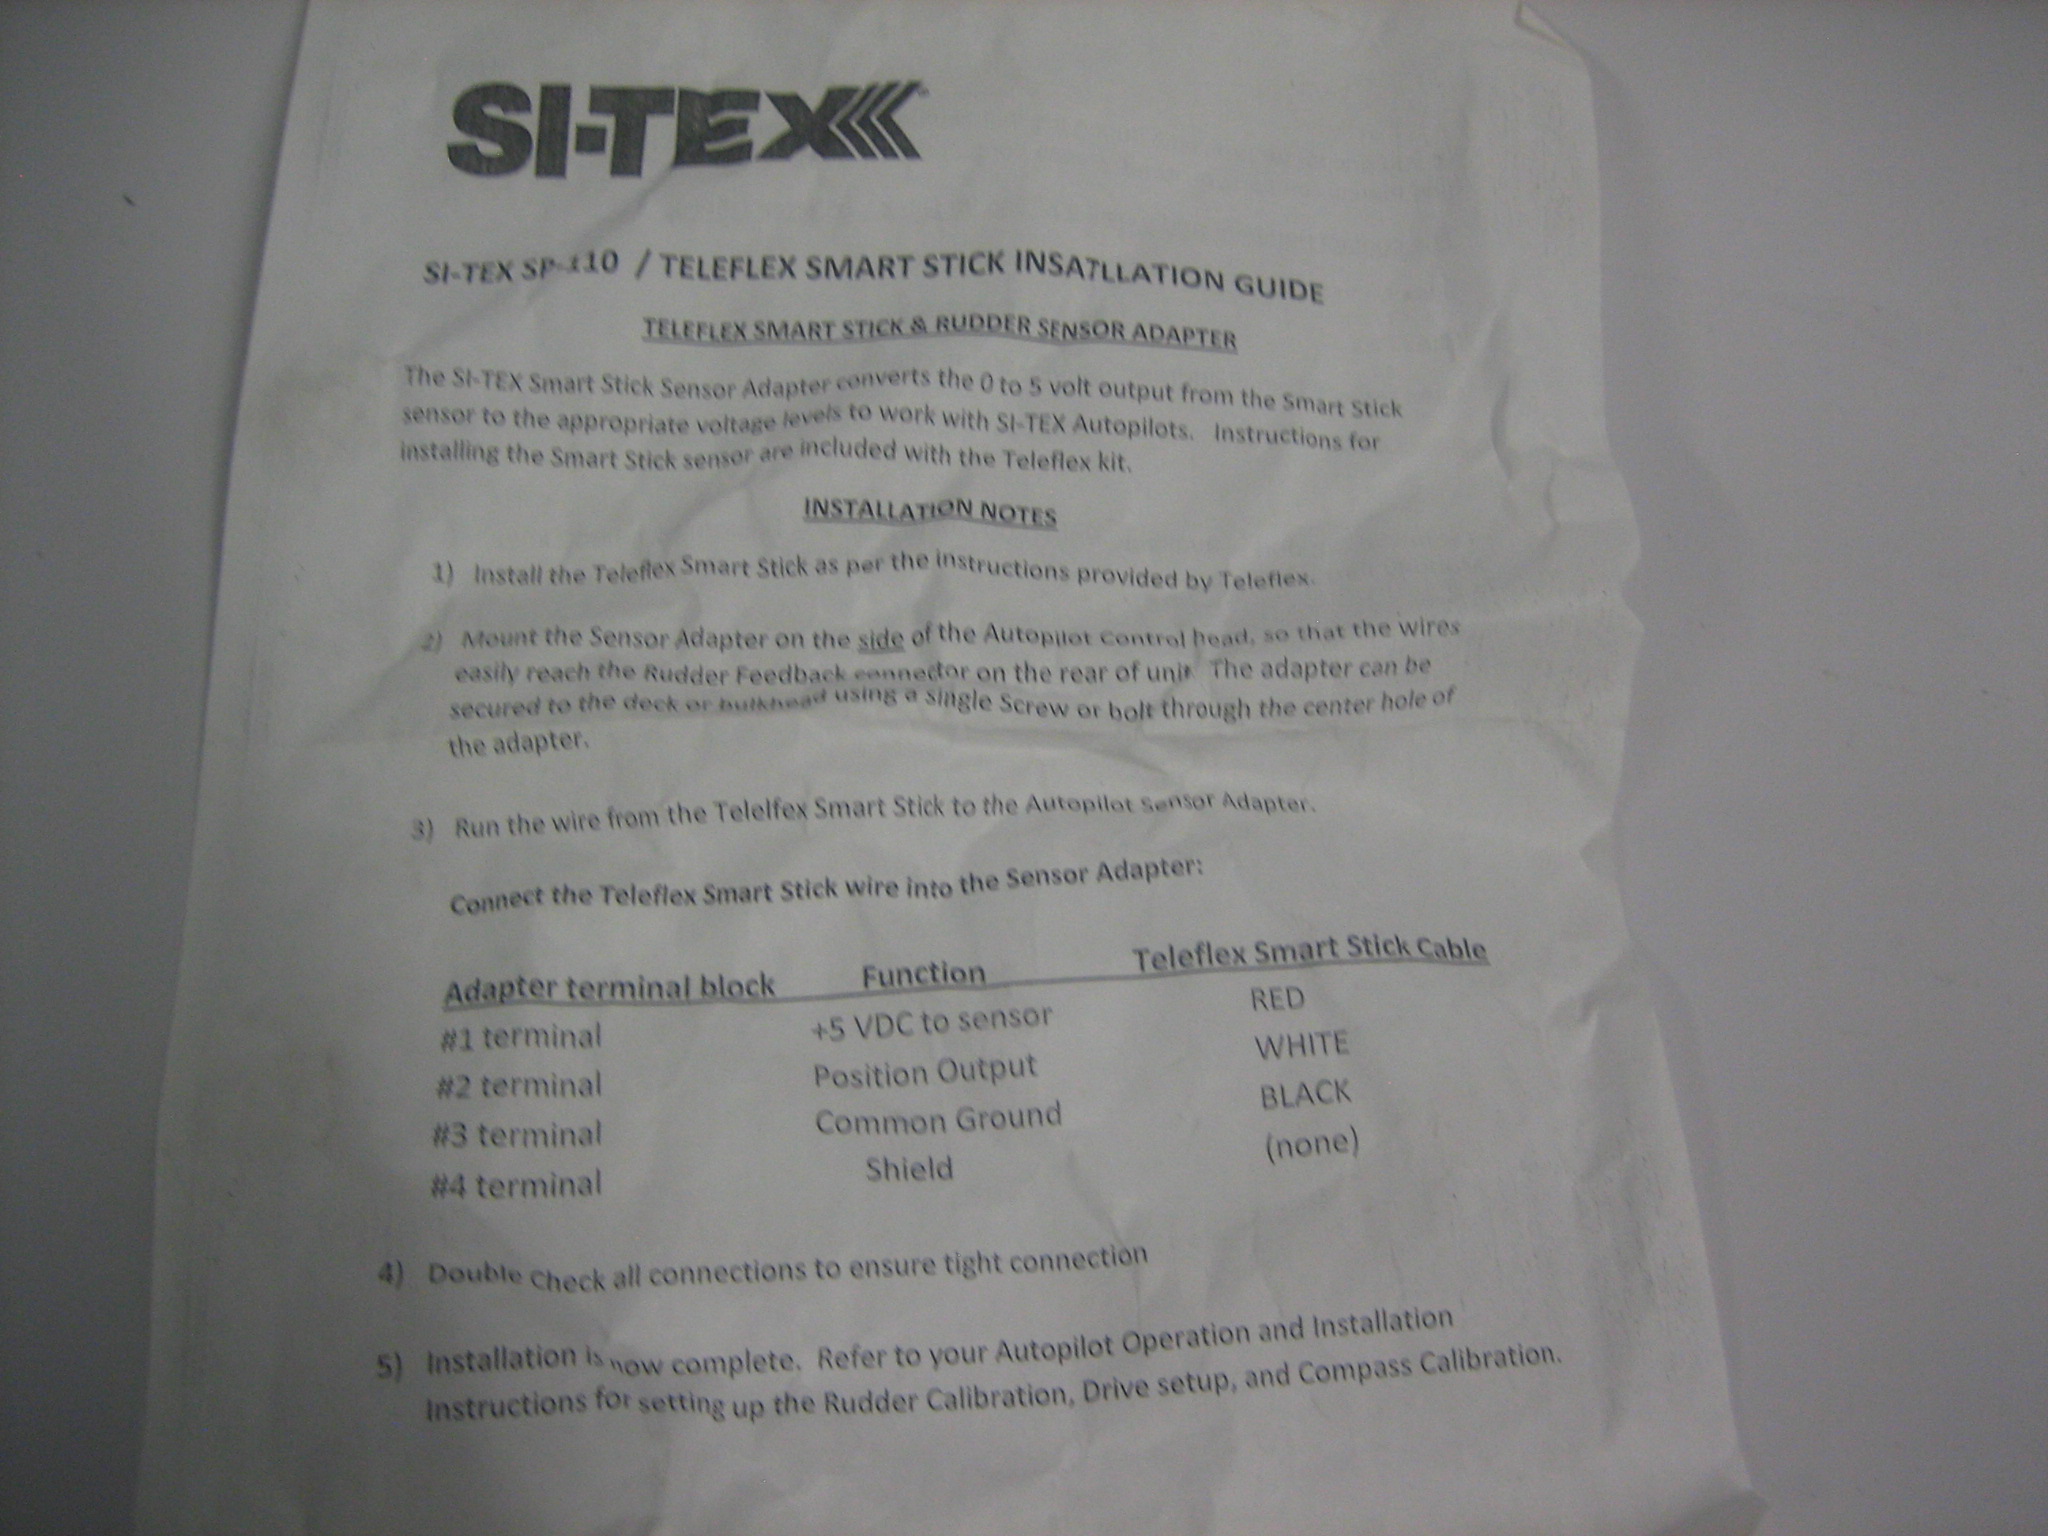 SI-TEX
SI-TEX SP-110 / TELEFLEX SMART STICK INSATLLATION GUIDE
TELEFLEX SMART STICK & RUDDER SENSOR ADAPTER
The SI-TEX Smart Stick Sensor Adapter converts the 0 to 5 volt output from the Smart Stick
sensor to the appropriate voltage levels to work with SI-TEX Autopilots. Instructions for
installing the Smart Stick sensor are included with the Teleflex kit.
INSTALLATION NOTES
1) Install the Teleflex Smart Stick as per the instructions provided by Teleflex.
2) Mount the Sensor Adapter on the side of the Autopilot Control head, so that the wires
easily reach the Rudder Feedback connector on the rear of unit. The adapter can be
secured to the deck or bulkhead using a single Screw or bolt through the center hole of
the adapter.
3) Run the wire from the Telelfex Smart Stick to the Autopilot Sensor Adapter.
Connect the Teleflex Smart Stick wire into the Sensor Adapter:
Adapter terminal block Function Teleflex Smart Stick Cable
#1 terminal +5 VDC to sensor RED
#2 terminal Position Output WHITE
#3 terminal Common Ground BLACK
#4 terminal Shield (none)
4) Double Check all connections to ensure tight connection
5) Installation is now complete. Refer to your Autopilot Operation and Installation
Instructions for setting up the Rudder Calibration, Drive setup, and Compass Calibration.